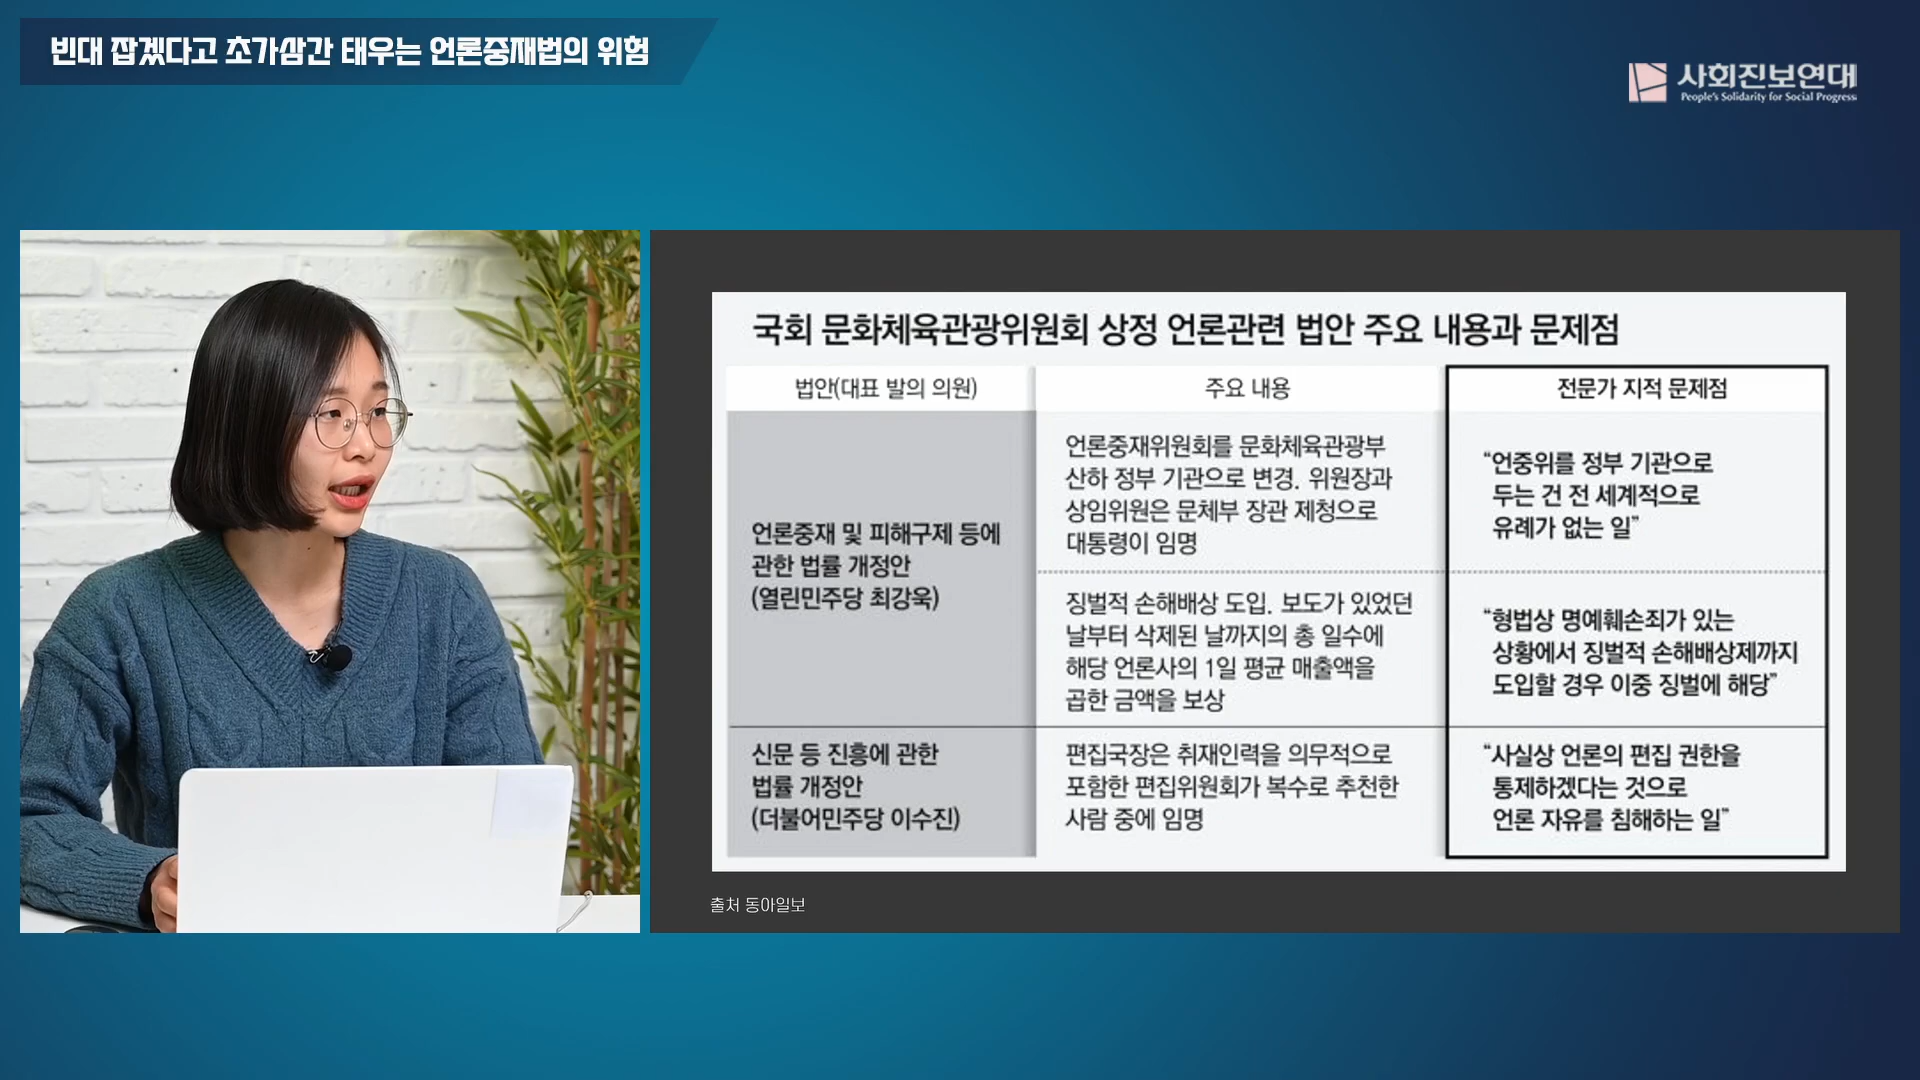 빈대 잡겠다고 초가삼간 태우는 언론중재법의 위험
사회진보연대
People's Solidarity for Social Progress
국회 문화체육관광위원회 상정 언론관련 법안 주요 내용과 문제점
법안(대표 발의 의원)
주요 내용
전문가 지적 문제점
언론중재 및 피해구제 등에
관한 법률 개정안
(열린민주당 최강욱)
언론중재위원회를 문화체육관광부
산하 정부 기관으로 변경. 위원장과
상임위원은 문체부 장관 제청으로
대통령이 임명
“언중위를 정부 기관으로
두는 건 전 세계적으로
유례가 없는 일”
징벌적 손해배상 도입. 보도가 있었던
날부터 삭제된 날까지의 총 일수에
해당 언론사의 1일 평균 매출액을
곱한 금액을 보상
“형법상 명예훼손죄가 있는
상황에서 징벌적 손해배상제까지
도입할 경우 이중 징벌에 해당”
신문 등 진흥에 관한
법률 개정안
(더불어민주당 이수진)
편집국장은 취재인력을 의무적으로
포함한 편집위원회가 복수로 추천한
사람 중에 임명
“사실상 언론의 편집 권한을
통제하겠다는 것으로
언론 자유를 침해하는 일”
출처 동아일보